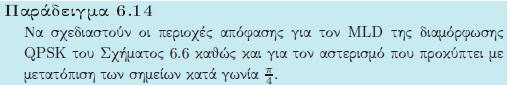 Παράδειγμα 6.14
Να σχεδιαστούν οι περιοχές απόφασης για τον MLD της διαμόρφωσης
QPSK του Σχήματος 6.6 καθώς και για τον αστερισμό που προκύπτει με
μετατόπιση των σημείων κατά γωνία π/4.